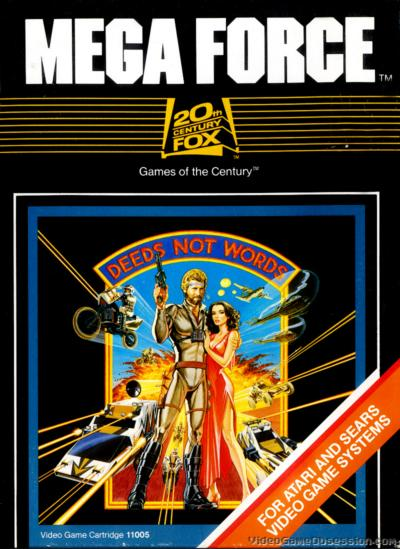 MEGA FORCE TM
20th
CENTURY
FOX TM
Games of the Century™
DEEDS NOT WORDS
FOR ATARI AND SEARS
VIDEO GAME SYSTEMS
Video Game Cartridge 11005
VideoGameObsession.com